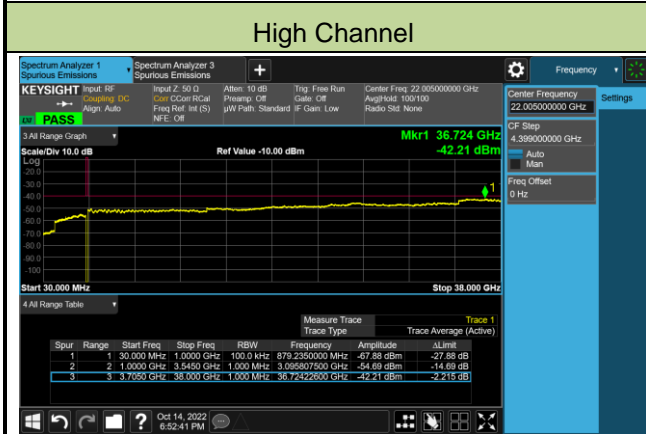 High Channel
Spectrum Analyzer 1
Spurious Emissions
Spectrum Analyzer 3
Spurious Emissions
Frequency
KEYSIGHT
Input: RF
Coupling: DC
Align: Auto
Input Z: 50 Ω
Corr CCorr RCal
Freq Ref: Int (S)
NFE: Off
Atten: 10 dB
Preamp: Off
µW Path: Standard
Trig: Free Run
Gate: Off
IF Gain: Low
Center Freq: 22.005000000 GHz
Avg|Hold: 100/100
Radio Std: None
PASS
Center Frequency
22.005000000 GHz
Settings
CF Step
4.399000000 GHz
Auto
Man
Freq Offset
0 Hz
3 All Range Graph
Mkr1 36.724 GHz
Scale/Div 10.0 dB
Ref Value -10.00 dBm
-42.21 dBm
Log
-20.0
-30.0
-40.0
-50.0
-60.0
-70.0
-80.0
-90.0
-100
1
Start 30.000 MHz
Stop 38.000 GHz
4 All Range Table
Measure Trace Trace 1
Trace Type Trace Average (Active)
Spur Range Start Freq Stop Freq RBW Frequency Amplitude ΔLimit
1 1 30.000 MHz 1.0000 GHz 100.0 kHz 879.2350000 MHz -67.88 dBm -27.88 dB
2 2 1.0000 GHz 3.5450 GHz 1.000 MHz 3.095807500 GHz -54.69 dBm -14.69 dB
3 3 3.7050 GHz 38.000 GHz 1.000 MHz 36.72422600 GHz -42.21 dBm -2.215 dB
Oct 14, 2022
6:52:41 PM